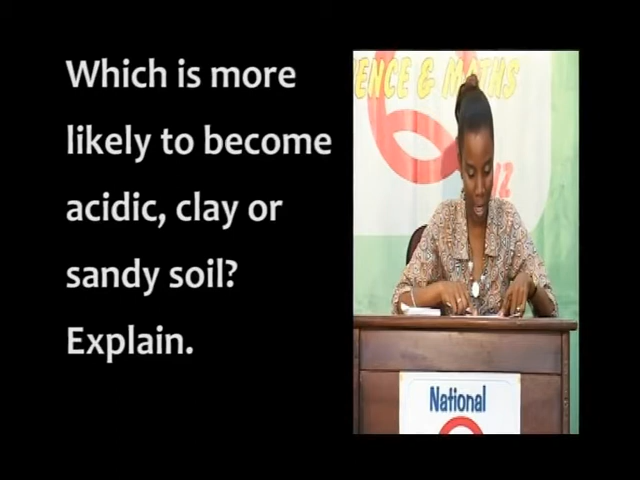 Which is more
likely to become
acidic, clay or
sandy soil?
Explain.
ENCE & MATHS
National